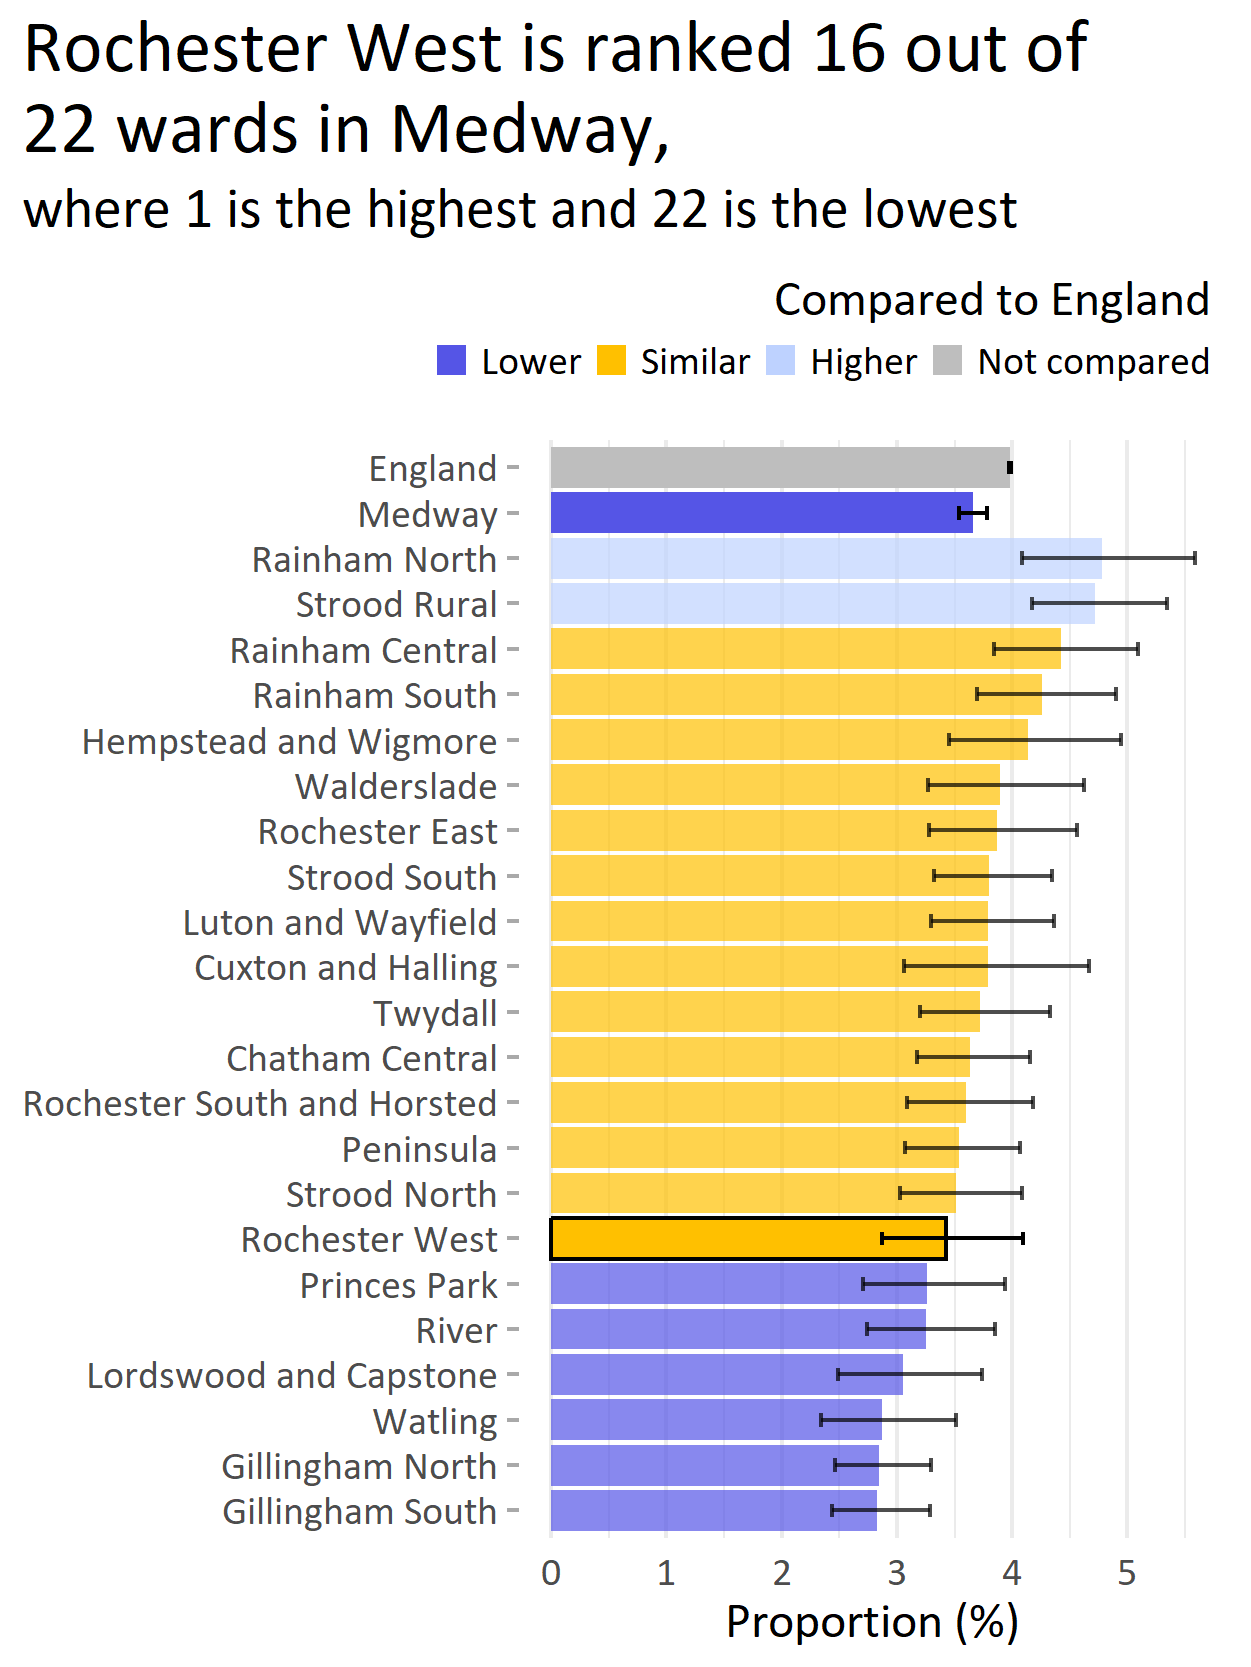 Rochester West is ranked 16 out of
22 wards in Medway,
where 1 is the highest and 22 is the lowest
Compared to England
Lower Similar Higher Not compared
England
Medway
Rainham North
Strood Rural
Rainham Central
Rainham South
Hempstead and Wigmore
Walderslade
Rochester East
Strood South
Luton and Wayfield
Cuxton and Halling
Twydall
Chatham Central
Rochester South and Horsted
Peninsula
Strood North
Rochester West
Princes Park
River
Lordswood and Capstone
Watling
Gillingham North
Gillingham South
0 1 2 3 4 5
Proportion (%)